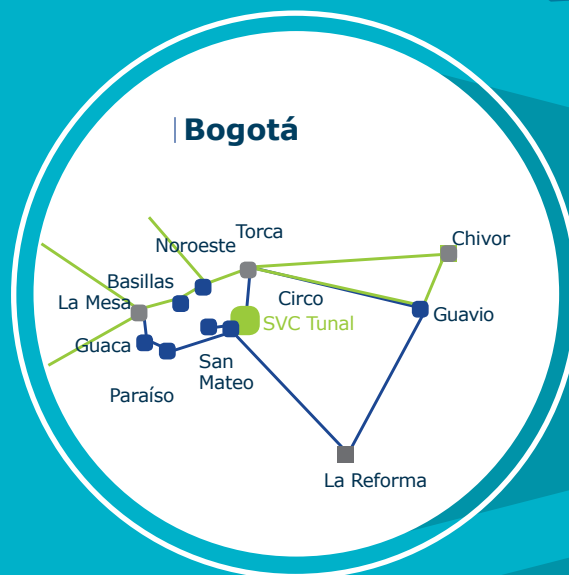 Bogotá
Torca
Chivor
Noroeste
Basillas
Circo
La Mesa
Guavio
SVC Tunal
Guaca
San
Mateo
Paraíso
La Reforma